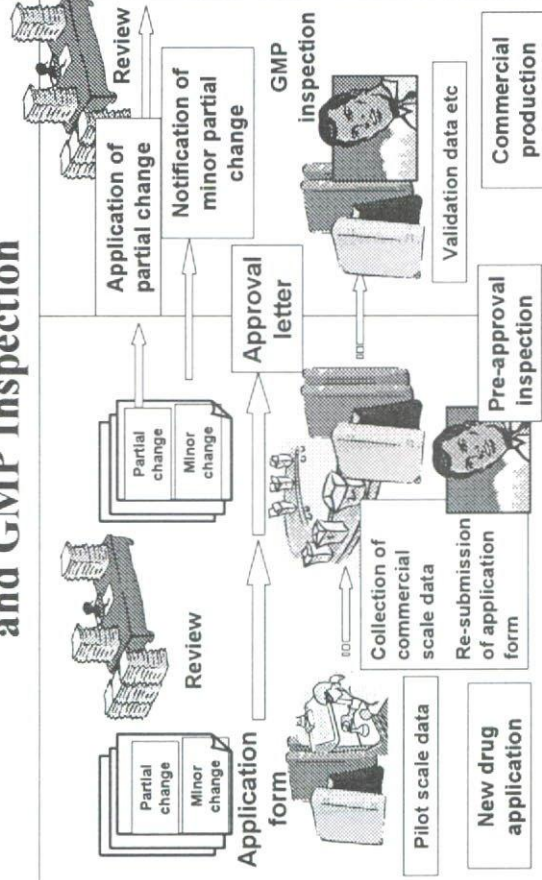 and GMP Inspection
Partial
change
Minor
change
Application
form
Review
Partial
change
Minor
change
Application of
partial change
Review
Notification of
minor partial
change
Approval
letter
GMP
inspection
Pilot scale data
Collection of
commercial
scale data
Re-submission
of application
form
Validation data etc
New drug
application
Pre-approval
inspection
Commercial
production